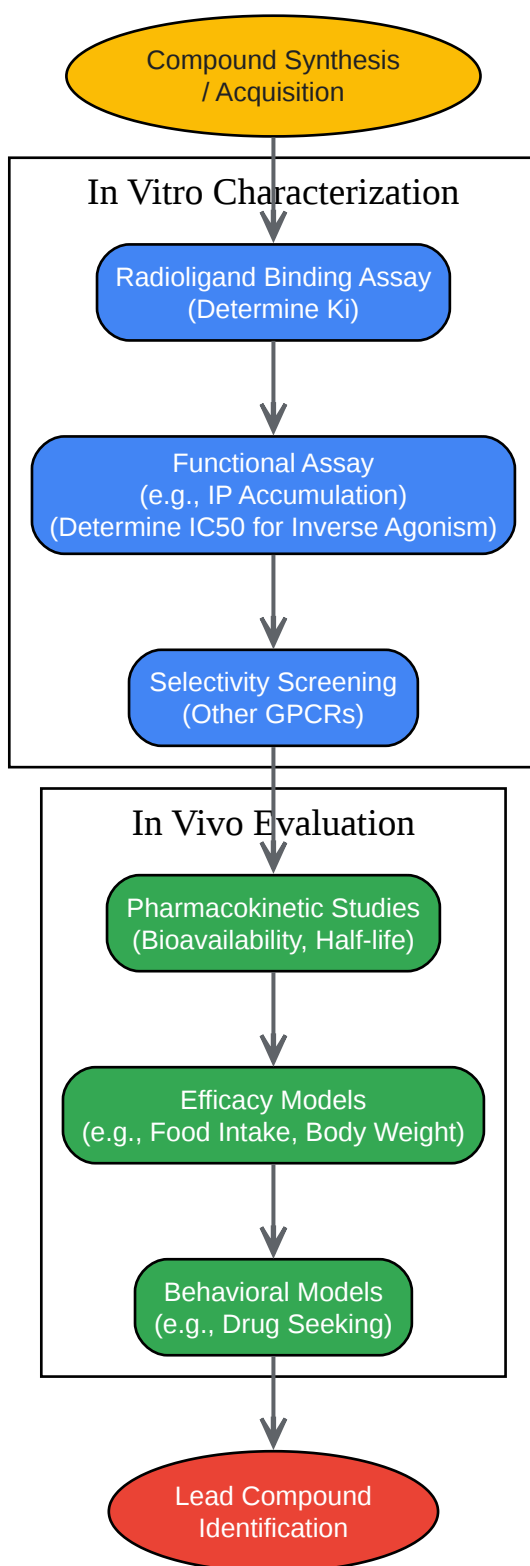 Compound Synthesis
/ Acquisition
In Vitro Characterization
Radioligand Binding Assay
(Determine Ki)
Functional Assay
(e.g., IP Accumulation)
(Determine IC50 for Inverse Agonism)
Selectivity Screening
(Other GPCRs)
In Vivo Evaluation
Pharmacokinetic Studies
(Bioavailability, Half-life)
Efficacy Models
(e.g., Food Intake, Body Weight)
Behavioral Models
(e.g., Drug Seeking)
Lead Compound
Identification